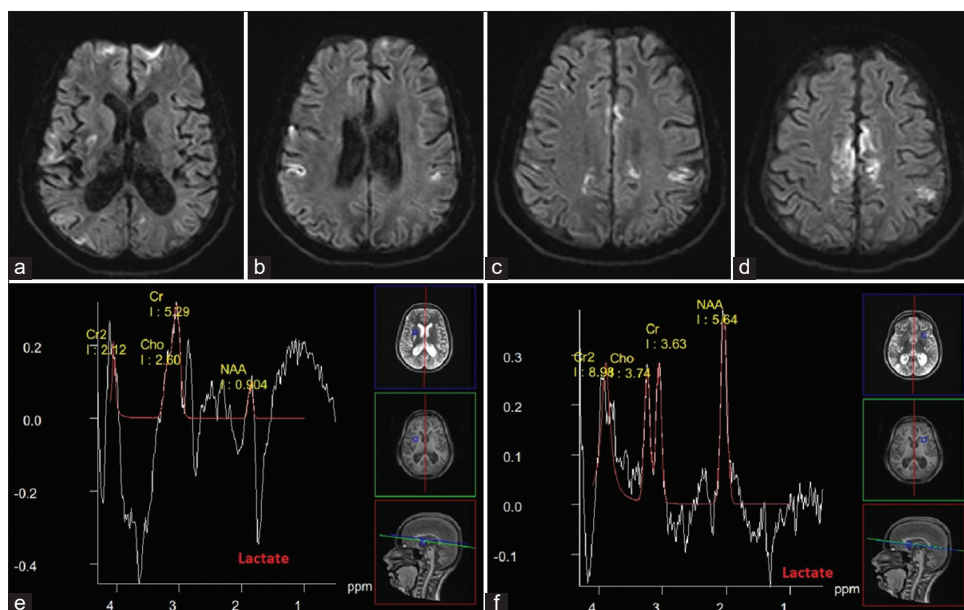 a
b
c
d
Cr
I : 5.29
Cr2
I : 2.12
Cho
I : 2.60
NAA
I : 0.904
0.2
0.0
-0.2
-0.4
Lactate
ppm
4
3
2
1
e
NAA
I : 5.64
Cr
I : 3.63
Cr2
I : 8.98
Cho
I : 3.74
0.3
0.2
0.1
0.0
-0.1
Lactate
ppm
4
3
2
1
f